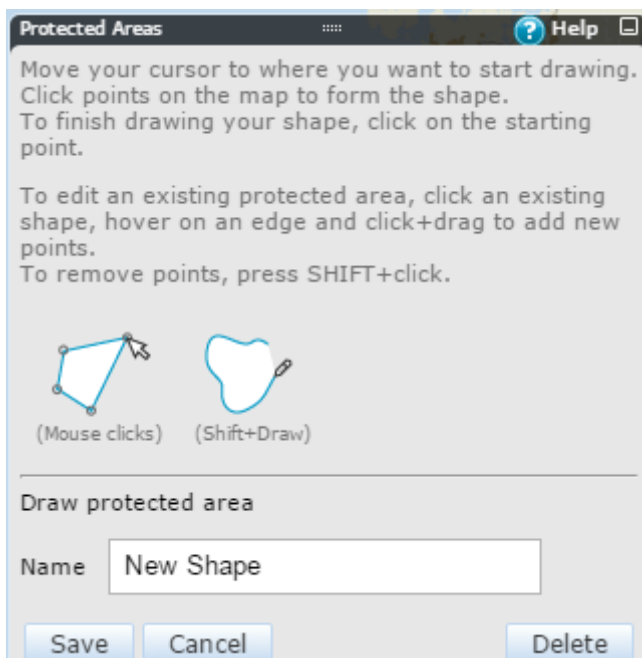 Protected Areas
Help
Move your cursor to where you want to start drawing.
Click points on the map to form the shape.
To finish drawing your shape, click on the starting
point.
To edit an existing protected area, click an existing
shape, hover on an edge and click+drag to add new
points.
To remove points, press SHIFT+click.
(Mouse clicks) (Shift+Draw)
Draw protected area
Name New Shape
Save Cancel Delete